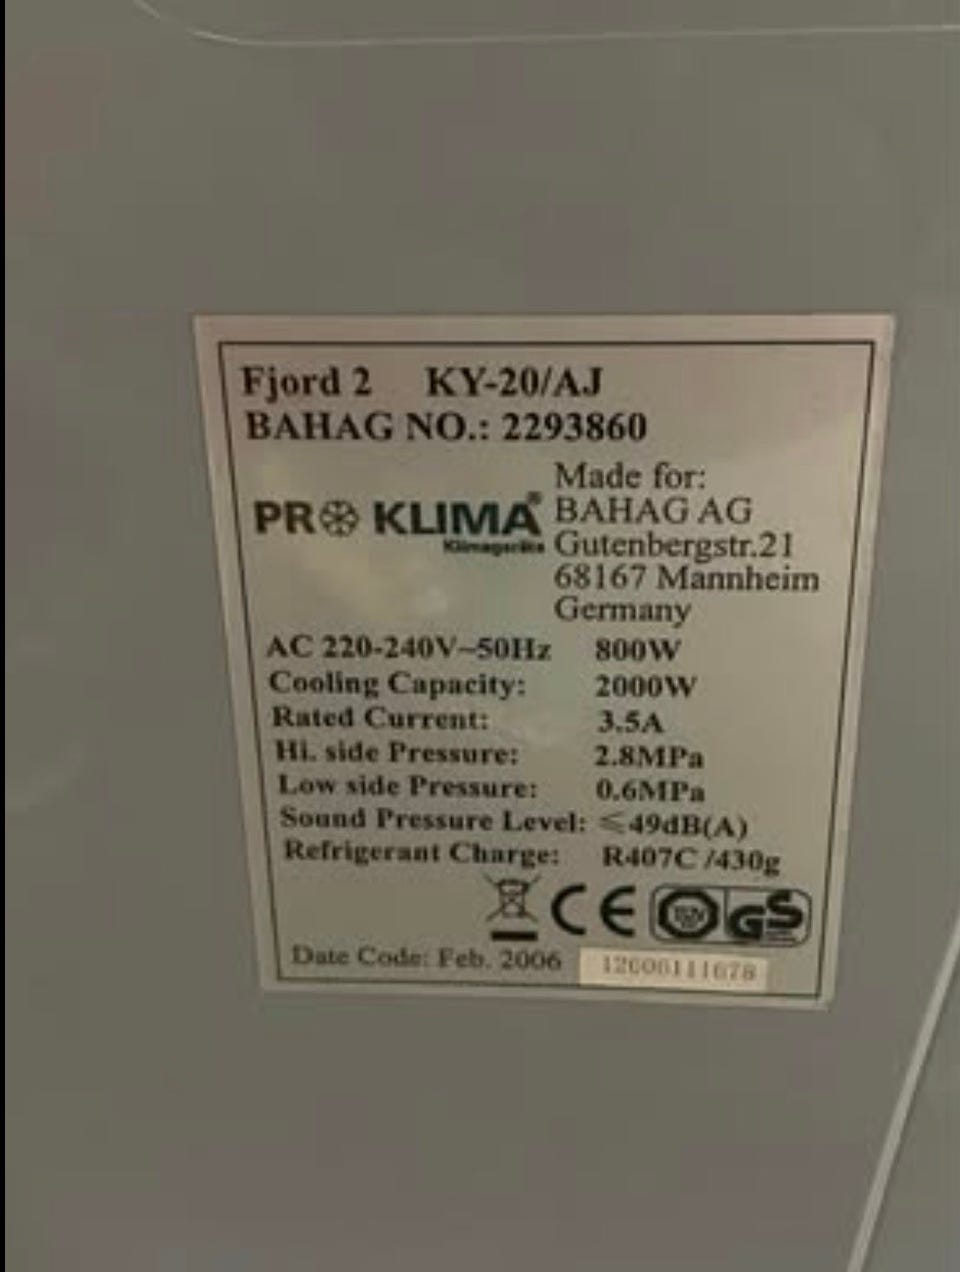 Fjord 2 KY-20/AJ
BAHAG NO.: 2293860
PRO KLIMA®
Klimageräte
Made for:
BAHAG AG
Gutenbergstr.21
68167 Mannheim
Germany
AC 220-240V~50Hz 800W
Cooling Capacity: 2000W
Rated Current: 3.5A
Hi. side Pressure: 2.8MPa
Low side Pressure: 0.6MPa
Sound Pressure Level: ≤49dB(A)
Refrigerant Charge: R407C /430g
CE TÜV GS
Date Code: Feb. 2006